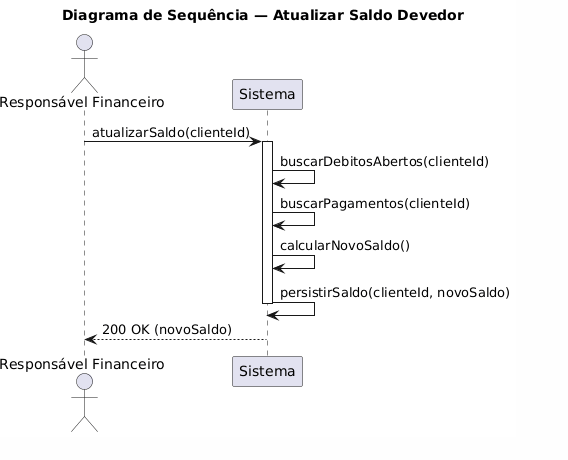 Diagrama de Sequência — Atualizar Saldo Devedor
Responsável Financeiro
Sistema
atualizarSaldo(clienteId)
buscarDebitosAbertos(clienteId)
buscarPagamentos(clienteId)
calcularNovoSaldo()
persistirSaldo(clienteId, novoSaldo)
200 OK (novoSaldo)
Responsável Financeiro
Sistema